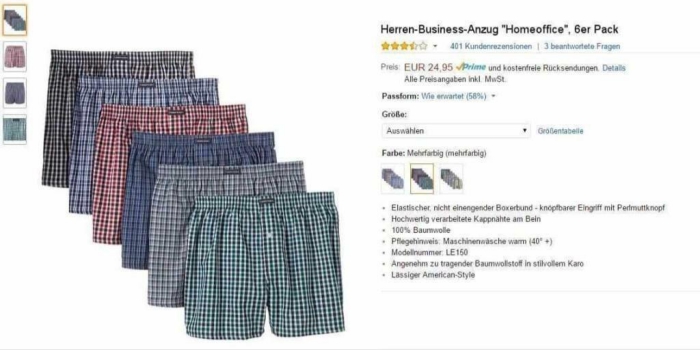 Herren-Business-Anzug "Homeoffice", 6er Pack
401 Kundenrezensionen | 3 beantwortete Fragen
Preis: EUR 24,95 Prime und kostenfreie Rücksendungen. Details
Alle Preisangaben inkl. MwSt.
Passform: Wie erwartet (58%)
Größe:
Auswählen Größentabelle
Farbe: Mehrfarbig (mehrfarbig)
Elastischer, nicht einengender Boxerbund - knöpfbarer Eingriff mit Perlmuttknopf
Hochwertig verarbeitete Kappnähte am Bein
100% Baumwolle
Pflegehinweis: Maschinenwäsche warm (40° +)
Modellnummer: LE150
Angenehm zu tragender Baumwollstoff in stilvollem Karo
Lässiger American-Style